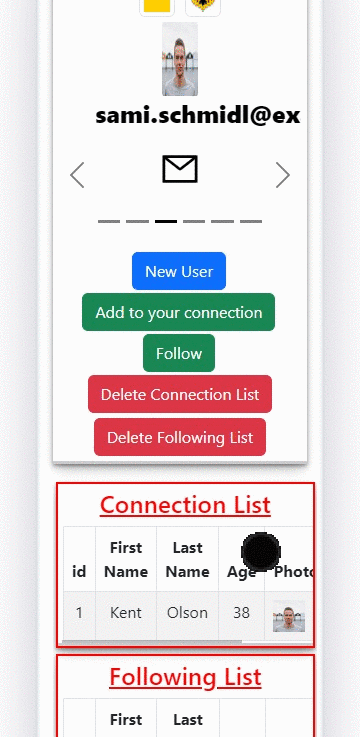 sami.schmidl@ex
New User
Add to your connection
Follow
Delete Connection List
Delete Following List
Connection List
id First Name Last Name Age Photo
1 Kent Olson 38
Following List
First Last